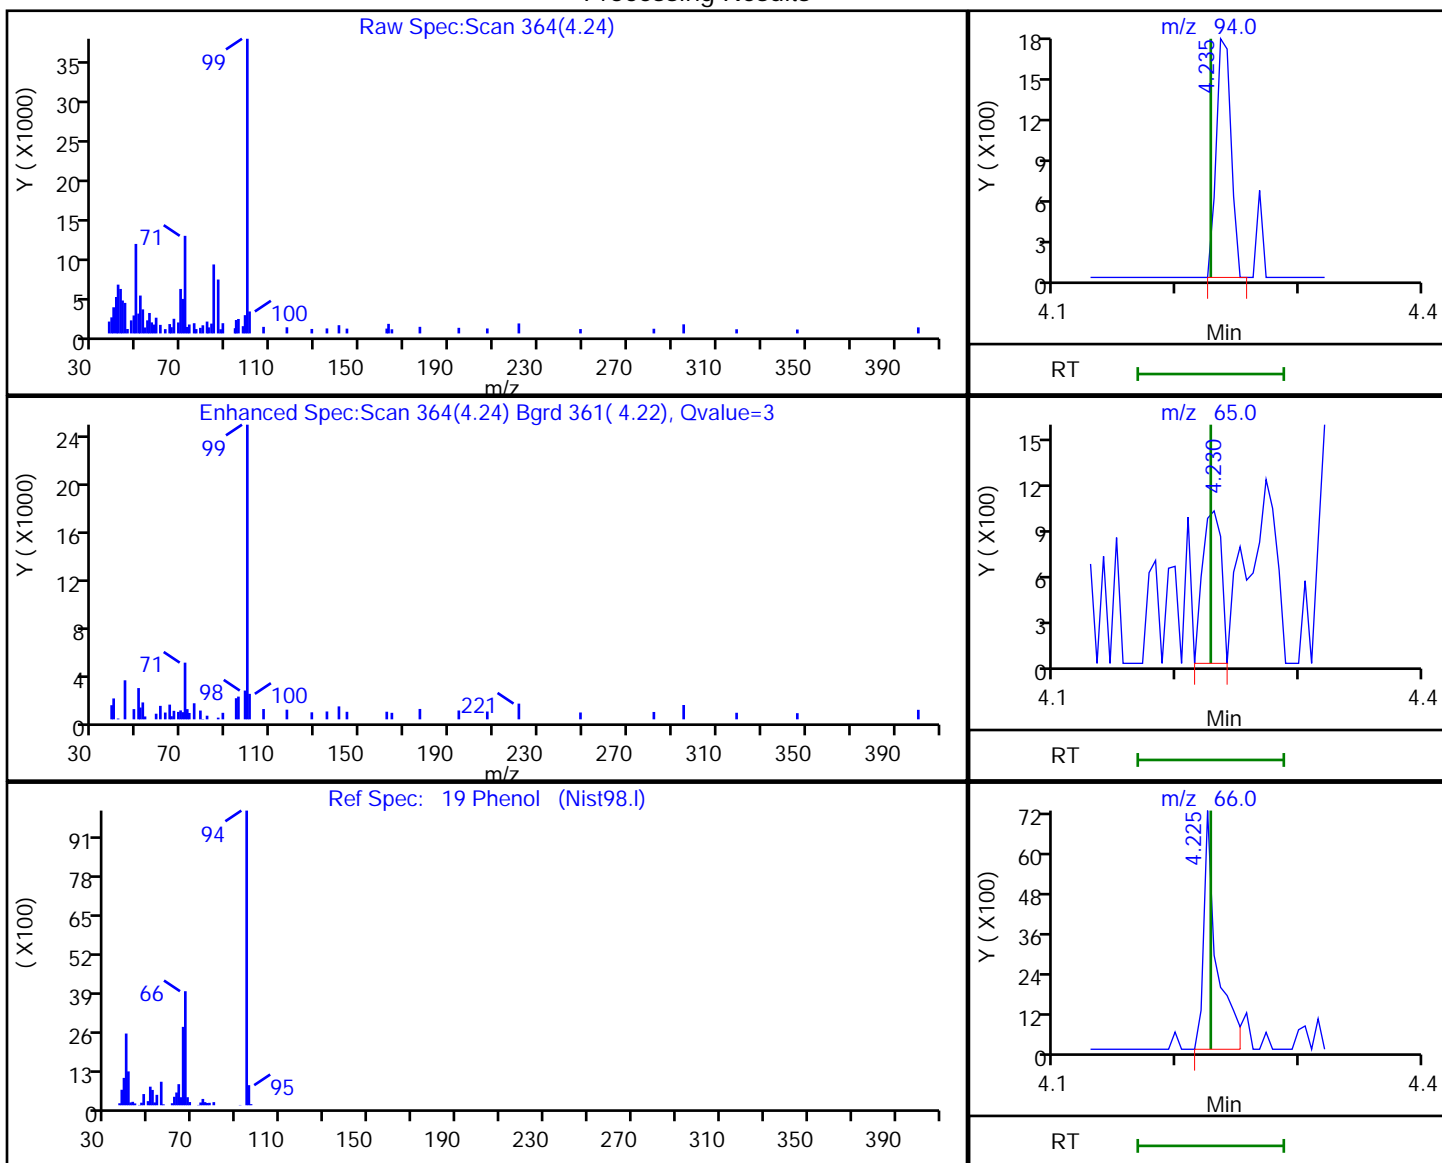 Processing Results
Raw Spec:Scan 364(4.24)
Y ( X1000)
35
30
25
20
15
10
5
0
99
71
100
30 70 110 150 190 230 270 310 350 390
m/z
m/z 94.0
Y ( X100)
18
15
12
9
6
3
0
4.235
4.1 4.4
Min
RT
Enhanced Spec:Scan 364(4.24) Bgrd 361( 4.22), Qvalue=3
Y ( X1000)
24
20
16
12
8
4
0
99
71
98
100
221
30 70 110 150 190 230 270 310 350 390
m/z
m/z 65.0
Y ( X100)
15
12
9
6
3
0
4.230
4.1 4.4
Min
RT
Ref Spec: 19 Phenol (Nist98.l)
( X100)
91
78
65
52
39
26
13
0
94
66
95
30 70 110 150 190 230 270 310 350 390
m/z 66.0
Y ( X100)
72
60
48
36
24
12
0
4.225
4.1 4.4
Min
RT